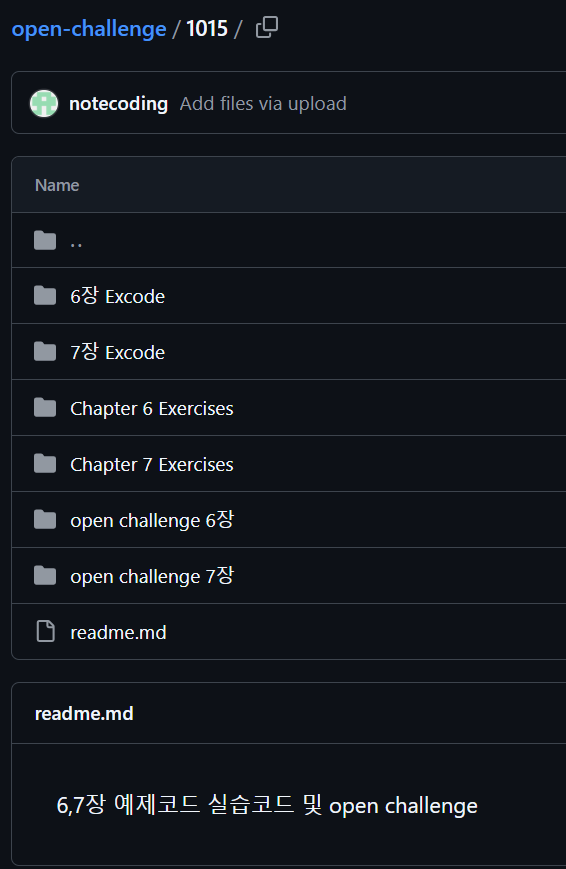 open-challenge / 1015 /
notecoding Add files via upload
Name
..
6장 Excode
7장 Excode
Chapter 6 Exercises
Chapter 7 Exercises
open challenge 6장
open challenge 7장
readme.md
readme.md
6,7장 예제코드 실습코드 및 open challenge